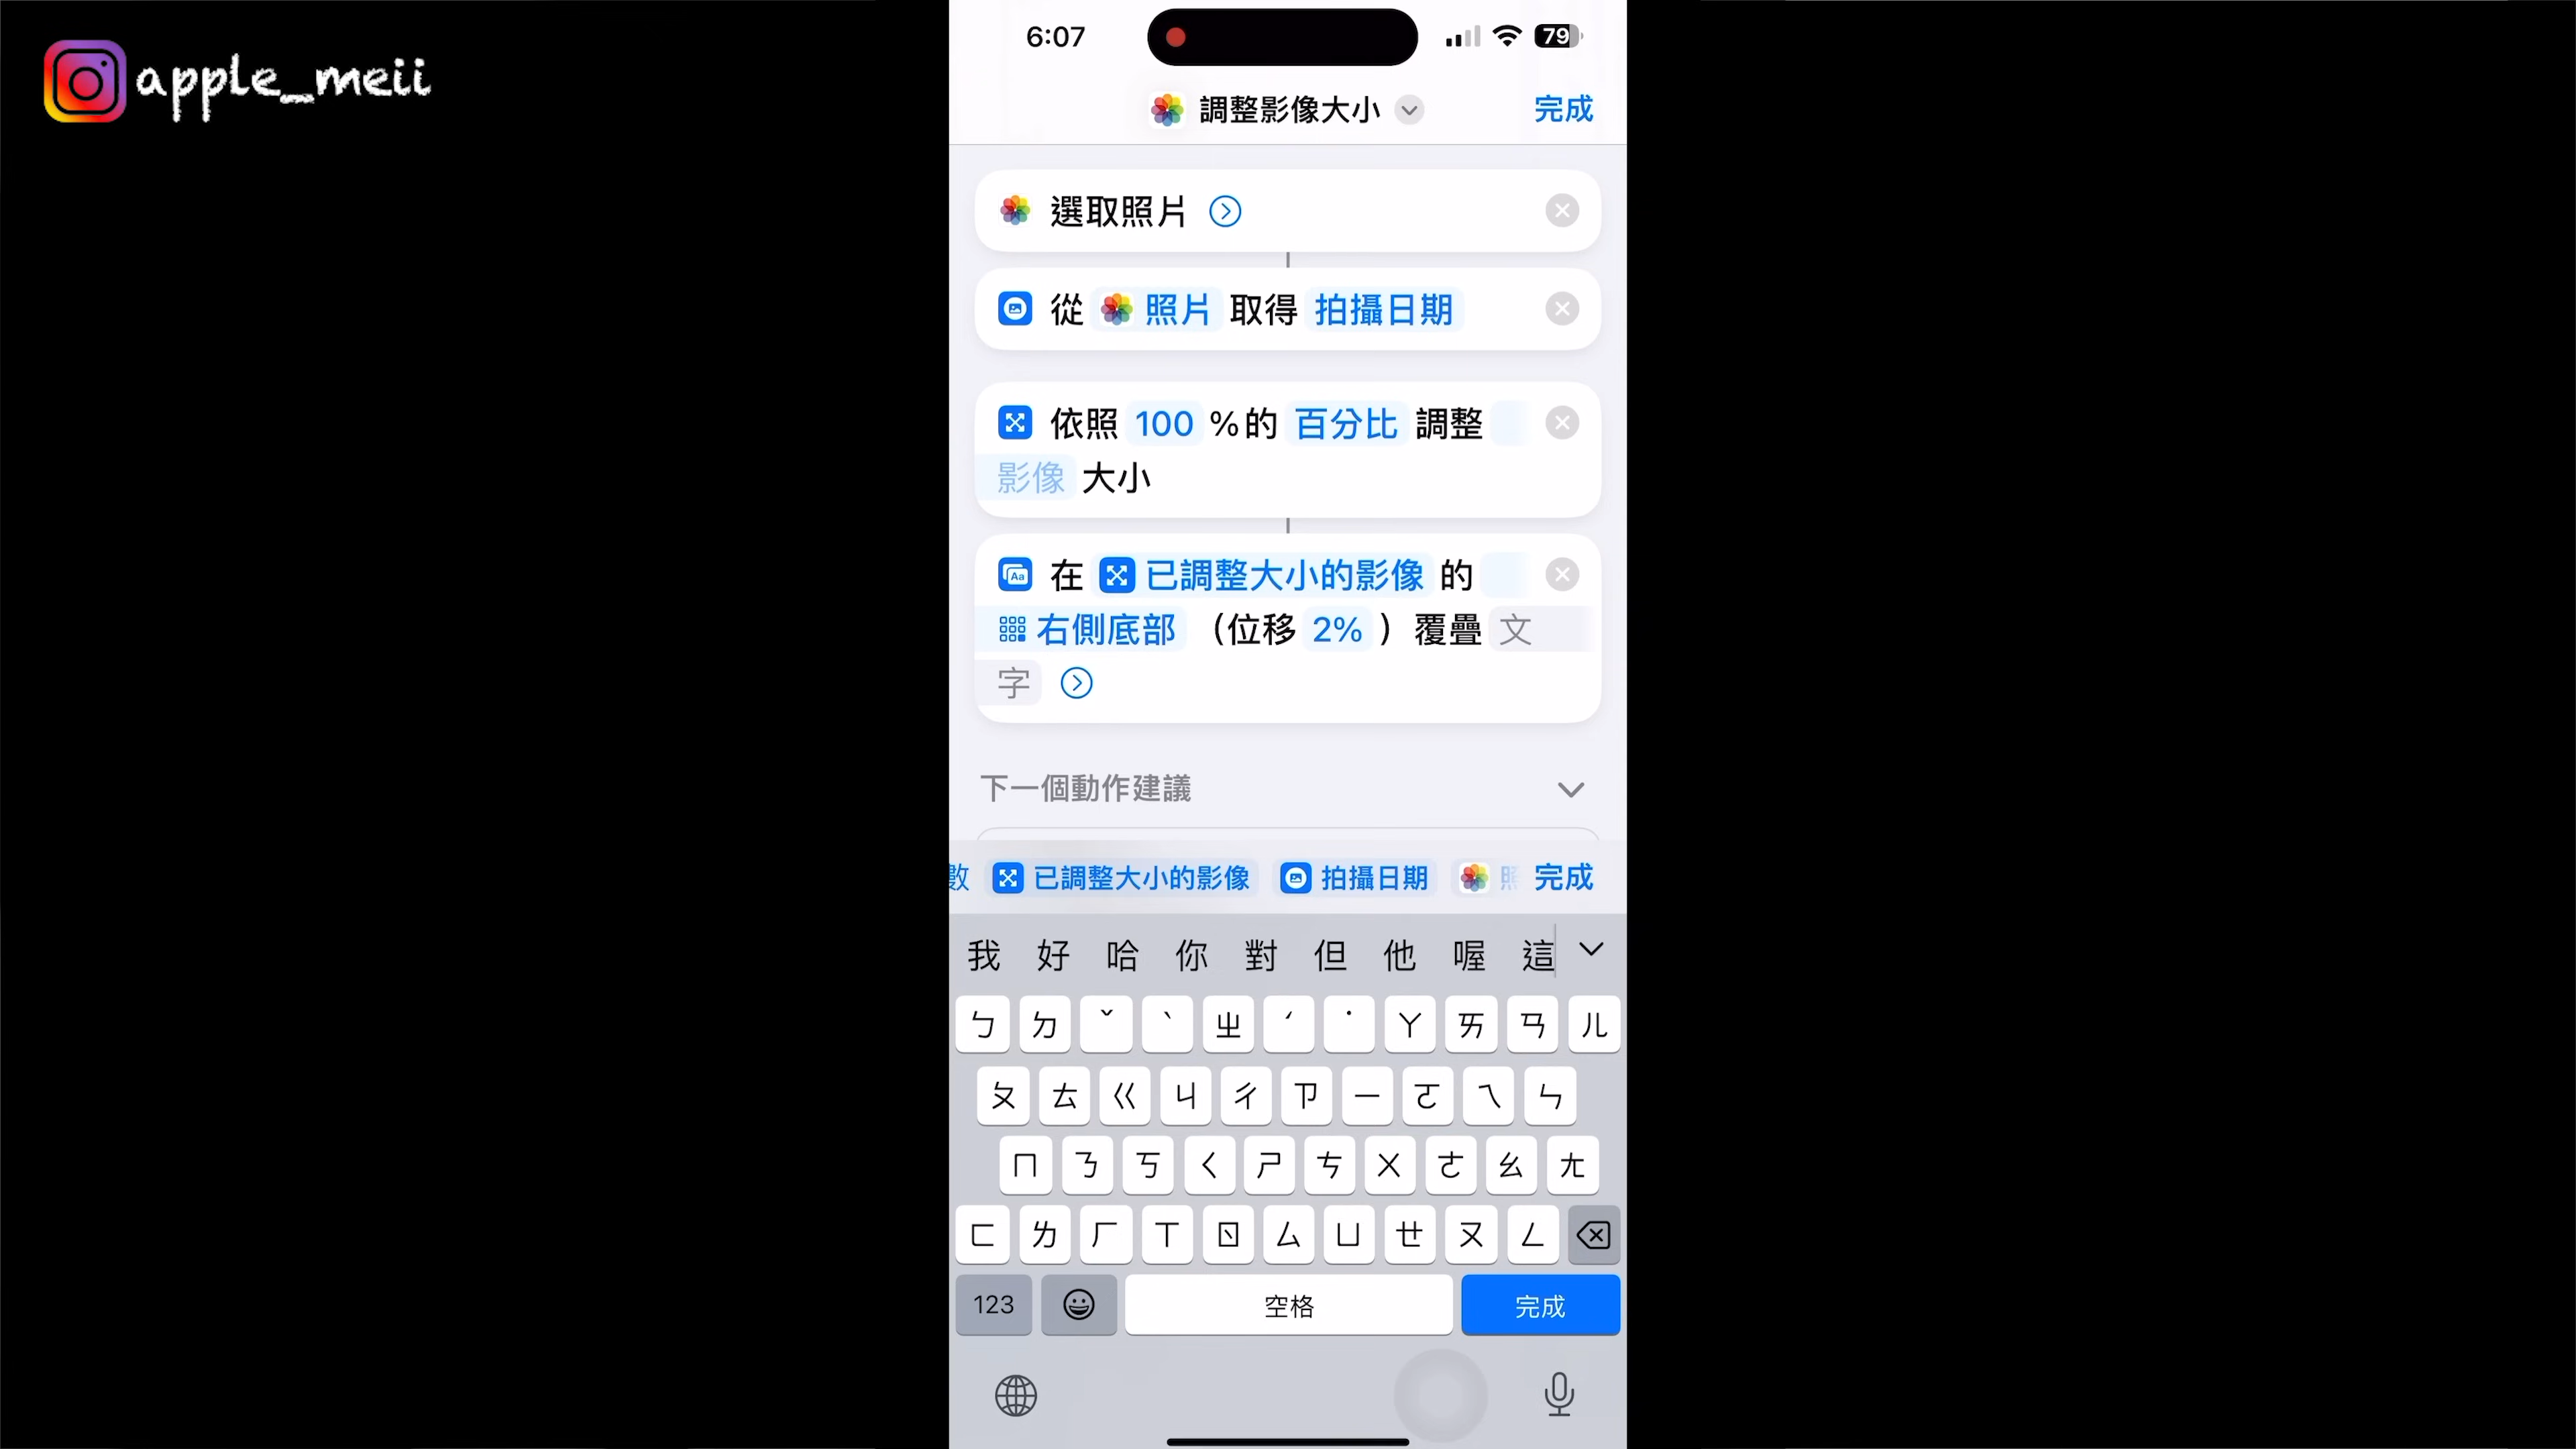 apple_meii
6:07
79
調整影像大小
完成
選取照片
從 照片 取得 拍攝日期
依照 100 %的 百分比 調整
影像 大小
在 已調整大小的影像 的
右側底部 （位移 2% ）覆疊 文
字
下一個動作建議
數 已調整大小的影像 拍攝日期 照 完成
我 好 哈 你 對 但 他 喔 這
ㄅ ㄉ ˇ ˋ ㄓ ˊ ˙ ㄚ ㄞ ㄢ ㄦ
ㄆ ㄊ ㄍ ㄐ ㄔ ㄗ ㄧ ㄛ ㄟ ㄣ
ㄇ ㄋ ㄎ ㄑ ㄕ ㄘ ㄨ ㄜ ㄠ ㄤ
ㄈ ㄌ ㄏ ㄒ ㄖ ㄙ ㄩ ㄝ ㄡ ㄥ
123 空格 完成